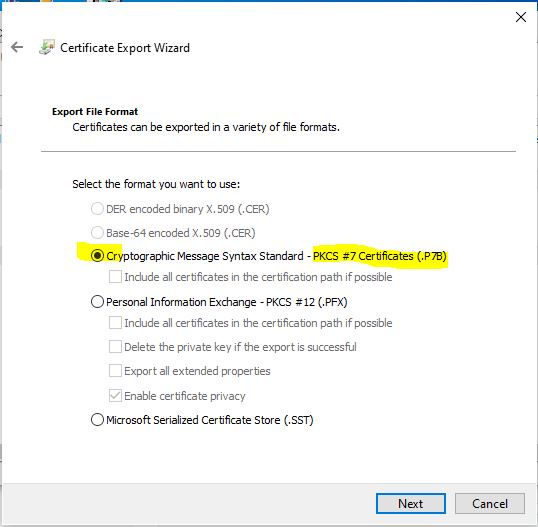 Certificate Export Wizard
Export File Format
Certificates can be exported in a variety of file formats.
Select the format you want to use:
DER encoded binary X.509 (.CER)
Base-64 encoded X.509 (.CER)
Cryptographic Message Syntax Standard - PKCS #7 Certificates (.P7B)
Include all certificates in the certification path if possible
Personal Information Exchange - PKCS #12 (.PFX)
Include all certificates in the certification path if possible
Delete the private key if the export is successful
Export all extended properties
Enable certificate privacy
Microsoft Serialized Certificate Store (.SST)
Next
Cancel